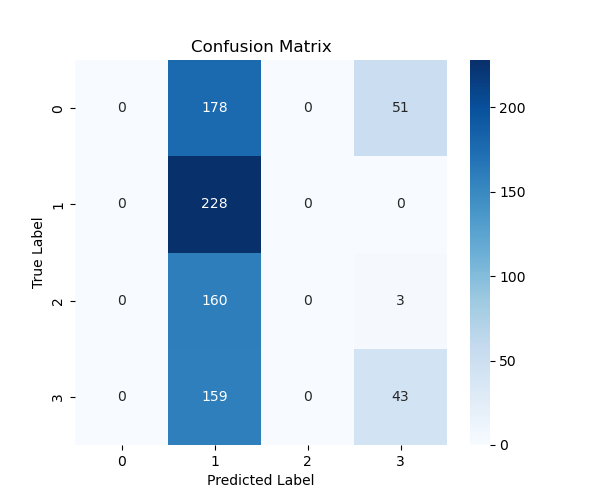 Confusion Matrix
0 0 178 0 51
1 0 228 0 0
2 0 160 0 3
3 0 159 0 43
0 1 2 3
True Label
Predicted Label
200
150
100
50
0